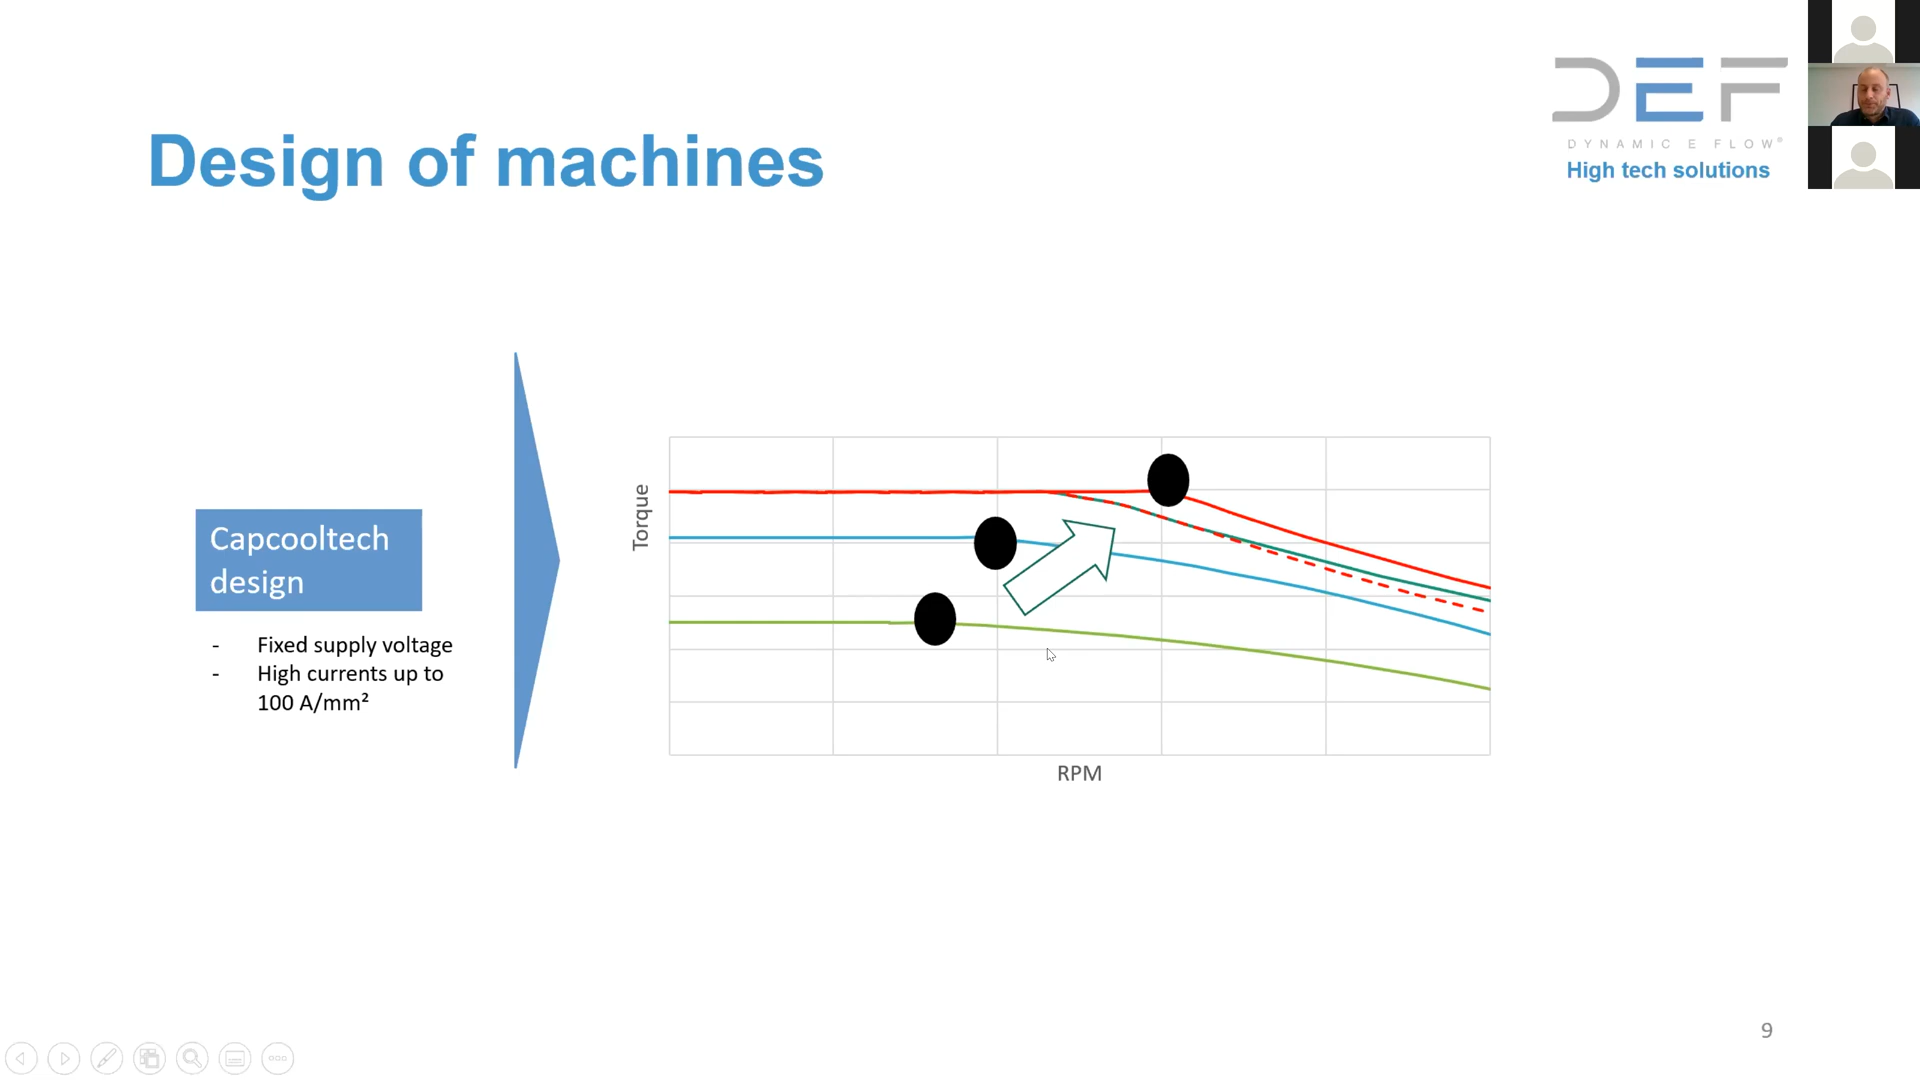 DEF
DYNAMIC E FLOW®
High tech solutions
Design of machines
Capcooltech
design
- Fixed supply voltage
- High currents up to
100 A/mm²
Torque
RPM
9